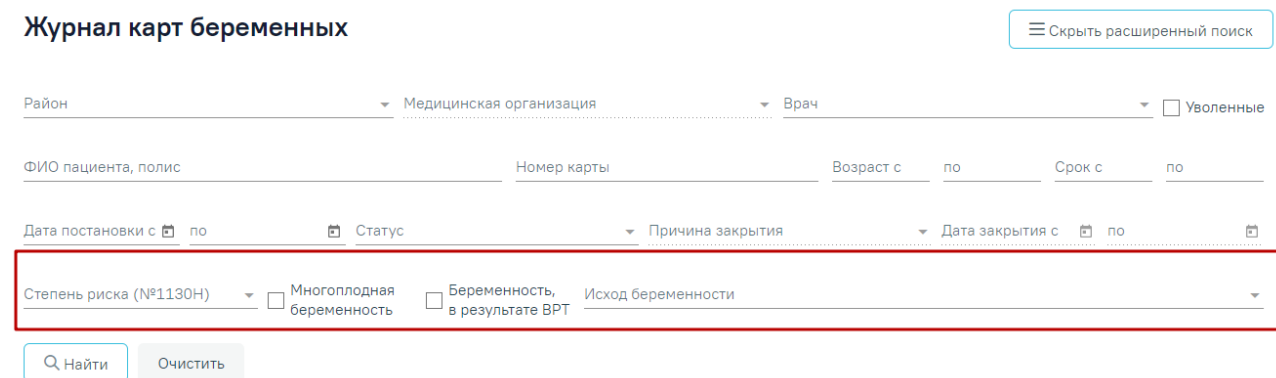 Журнал карт беременных
Скрыть расширенный поиск
Район Медицинская организация Врач Уволенные
ФИО пациента, полис Номер карты Возраст с по Срок с по
Дата постановки с по Статус Причина закрытия Дата закрытия с по
Степень риска (№1130Н) Многоплодная беременность Беременность, в результате ВРТ Исход беременности
Найти Очистить